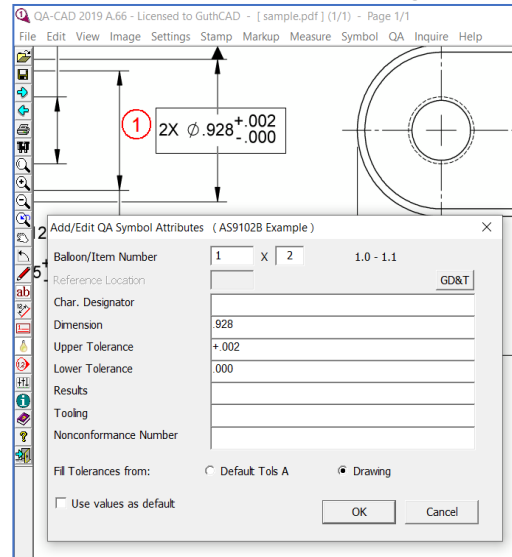 QA-CAD 2019 A.66 - Licensed to GuthCAD - [ sample.pdf ] (1/1) - Page 1/1
File Edit View Image Settings Stamp Markup Measure Symbol QA Inquire Help
1 2X Ø .928 +.002
-.000
Add/Edit QA Symbol Attributes ( AS9102B Example )
Balloon/Item Number 1 X 2 1.0 - 1.1
Reference Location GD&T
Char. Designator
Dimension .928
Upper Tolerance +.002
Lower Tolerance .000
Results
Tooling
Nonconformance Number
Fill Tolerances from: Default Tols A Drawing
Use values as default
OK Cancel